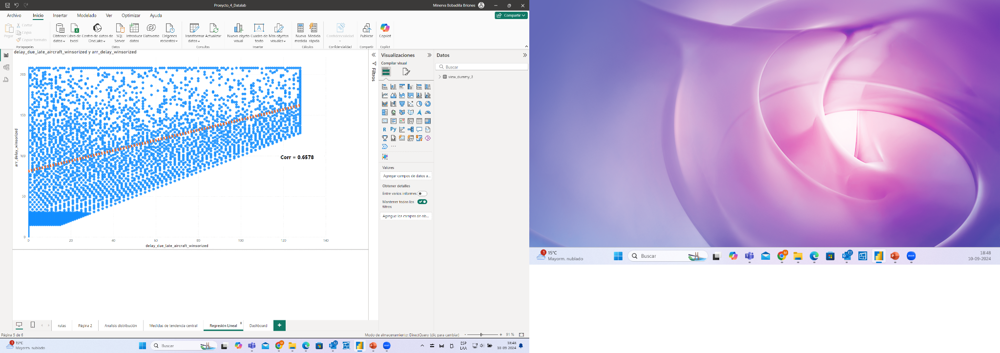 Proeycto_4_Datalab
Minerva Bobadilla Briones
Archivo Inicio Insertar Modelado Ver Optimizar Ayuda
Compartir
Pegar
Cortar
Copia
Copiar formato
Portapapeles
Obtener datos
Libro de Excel
Centro de datos de OneLake
SQL Server
Introducir datos
Dataverse
Orígenes recientes
Datos
Transformar datos
Actualizar
Consultas
Nuevo objeto visual
Cuadro de texto
Más objetos visuales
Insertar
Nueva medida
Medida rápida
Cálculos
Confidencialidad
Confidencialidad
Publicar
Compartir
Copilot
Copilot
delay_due_late_aircraft_winsorized y arr_delay_winsorized
arr_delay_winsorized
200
150
100
50
0
0 20 40 60 80 100 120 140
delay_due_late_aircraft_winsorized
Corr = 0.6578
Filtros
Visualizaciones
Compilar visual
R Py
Valores
Agregar campos de datos a...
Obtener detalles
Entre varios informes
Mantener todos los
filtros
Agregue los campos de ob...
Datos
Buscar
view_dummy_3
rutas Página 2 Analisis distribución Medidas de tendencia central Regresión Lineal Dashboard
Página 5 de 6
Modo de almacenamiento: DirectQuery (clic para cambiar)
91 %
1
15°C
Mayorm. nublado
Buscar
zoom
ESP
LAA
18:48
10-09-2024
1
15°C
Mayorm. nublado
Buscar
zoom
18:48
10-09-2024